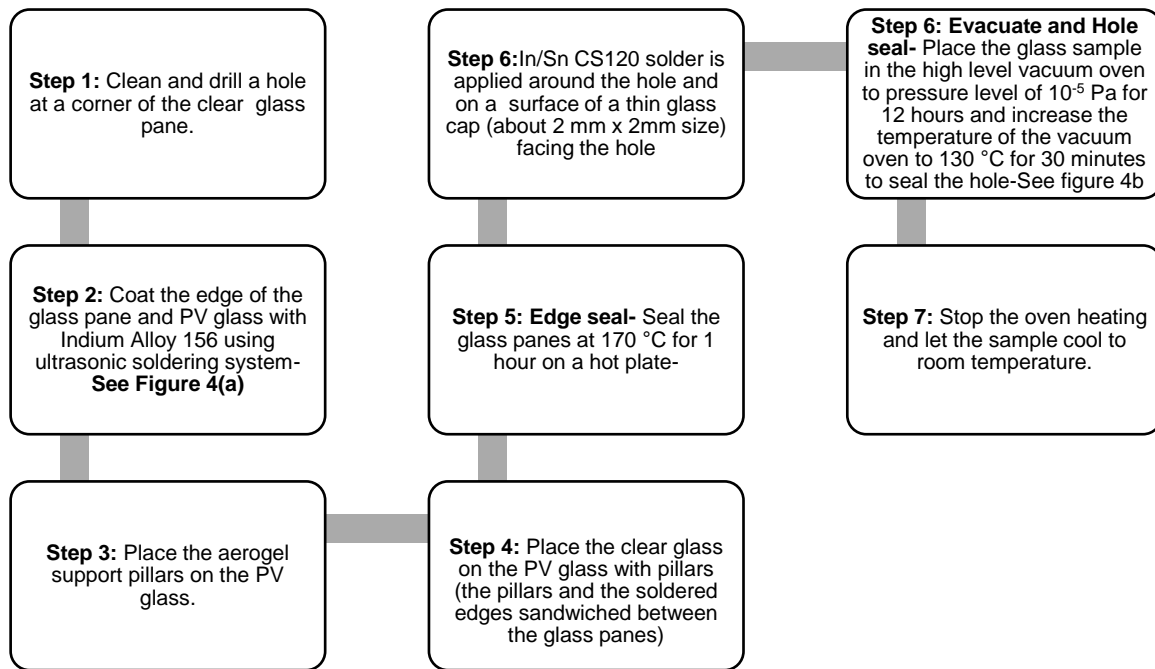 Step 1: Clean and drill a hole
at a corner of the clear glass
pane.
Step 2: Coat the edge of the
glass pane and PV glass with
Indium Alloy 156 using
ultrasonic soldering system-
See Figure 4(a)
Step 3: Place the aerogel
support pillars on the PV
glass.
Step 4: Place the clear glass
on the PV glass with pillars
(the pillars and the soldered
edges sandwiched between
the glass panes)
Step 5: Edge seal- Seal the
glass panes at 170 °C for 1
hour on a hot plate-
Step 6:In/Sn CS120 solder is
applied around the hole and
on a surface of a thin glass
cap (about 2 mm x 2mm size)
facing the hole
Step 6: Evacuate and Hole
seal- Place the glass sample
in the high level vacuum oven
to pressure level of 10⁻⁵ Pa for
12 hours and increase the
temperature of the vacuum
oven to 130 °C for 30 minutes
to seal the hole-See figure 4b
Step 7: Stop the oven heating
and let the sample cool to
room temperature.